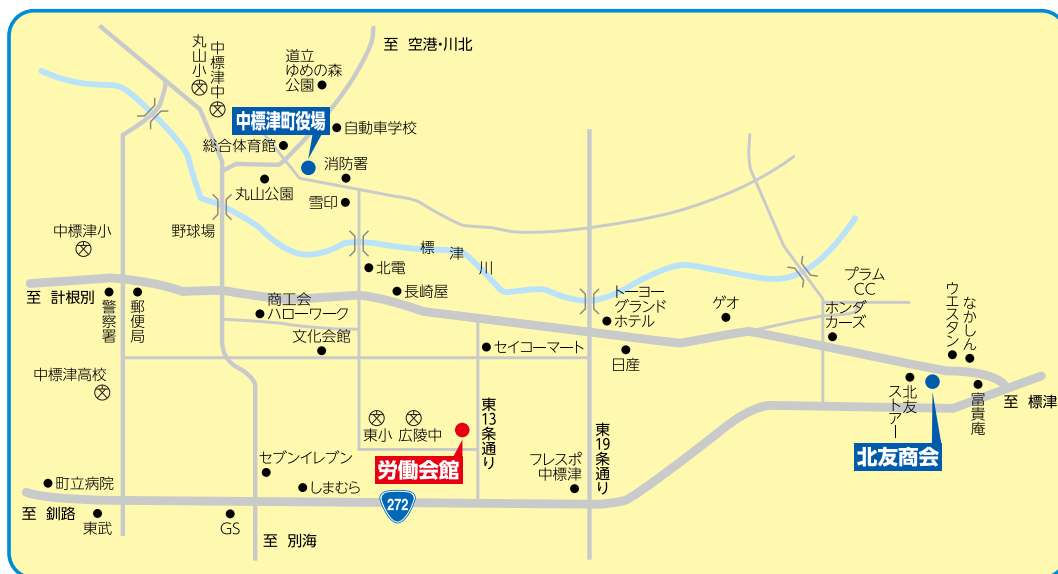 至 空港・川北
丸山小
中標津中
道立
ゆめの森
公園
中標津町役場
自動車学校
総合体育館
消防署
丸山公園
雪印
中標津小
野球場
標津川
北電
長崎屋
至 計根別
警察署
郵便局
商工会
ハローワーク
文化会館
トーヨー
グランド
ホテル
ゲオ
プラム
CC
ホンダ
カーズ
ウエスタン
なかしん
セイコーマート
日産
中標津高校
東小
広陵中
東13条通り
東19条通り
北友
ストアー
富貴庵
至 標津
労働会館
北友商会
セブンイレブン
しまむら
フレスポ
中標津
町立病院
272
至 釧路
東武
GS
至 別海